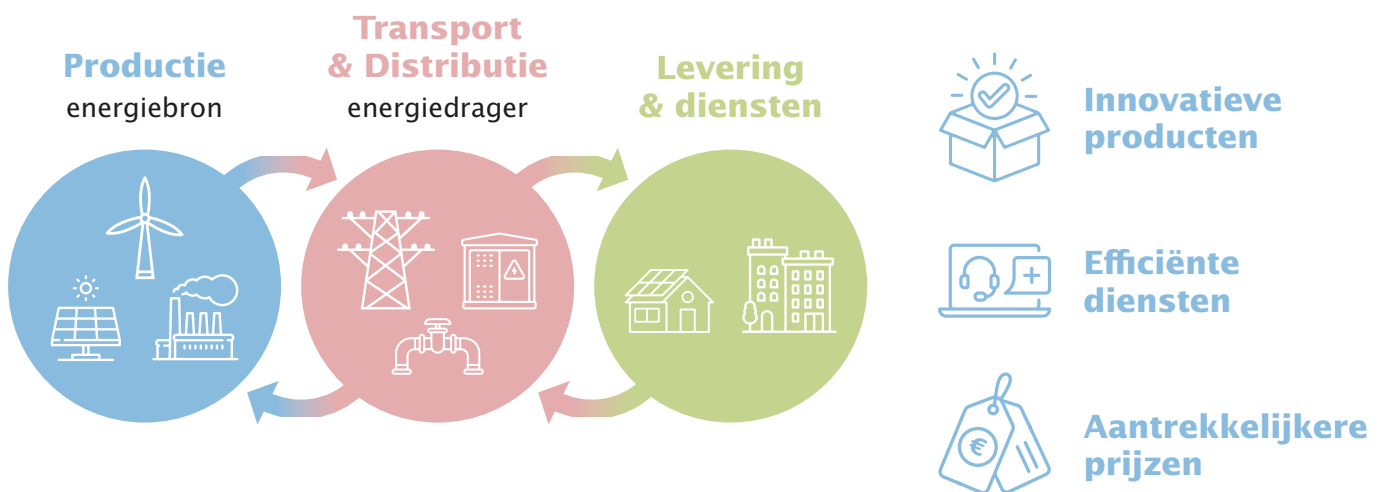 Productie
energiebron
Transport
& Distributie
energiedrager
Levering
& diensten
Innovatieve
producten
Efficiënte
diensten
€
Aantrekkelijkere
prijzen